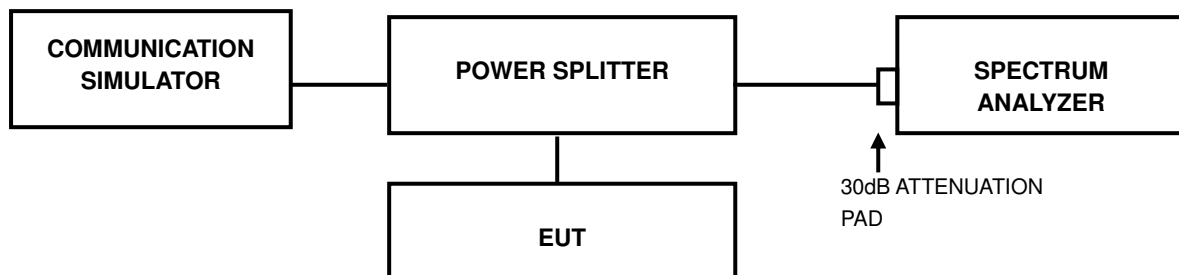 COMMUNICATION
SIMULATOR
POWER SPLITTER
SPECTRUM
ANALYZER
30dB ATTENUATION
PAD
EUT